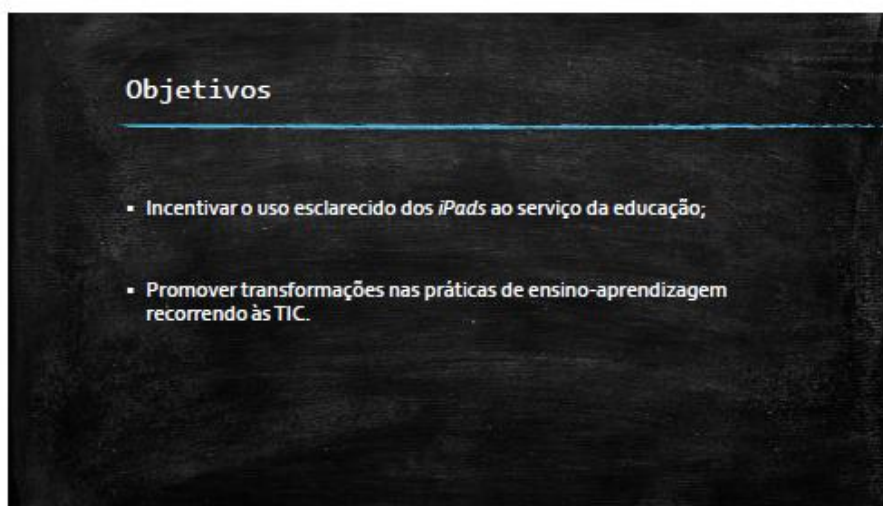 Objetivos
▪ Incentivar o uso esclarecido dos iPads ao serviço da educação;
▪ Promover transformações nas práticas de ensino-aprendizagem
recorrendo às TIC.